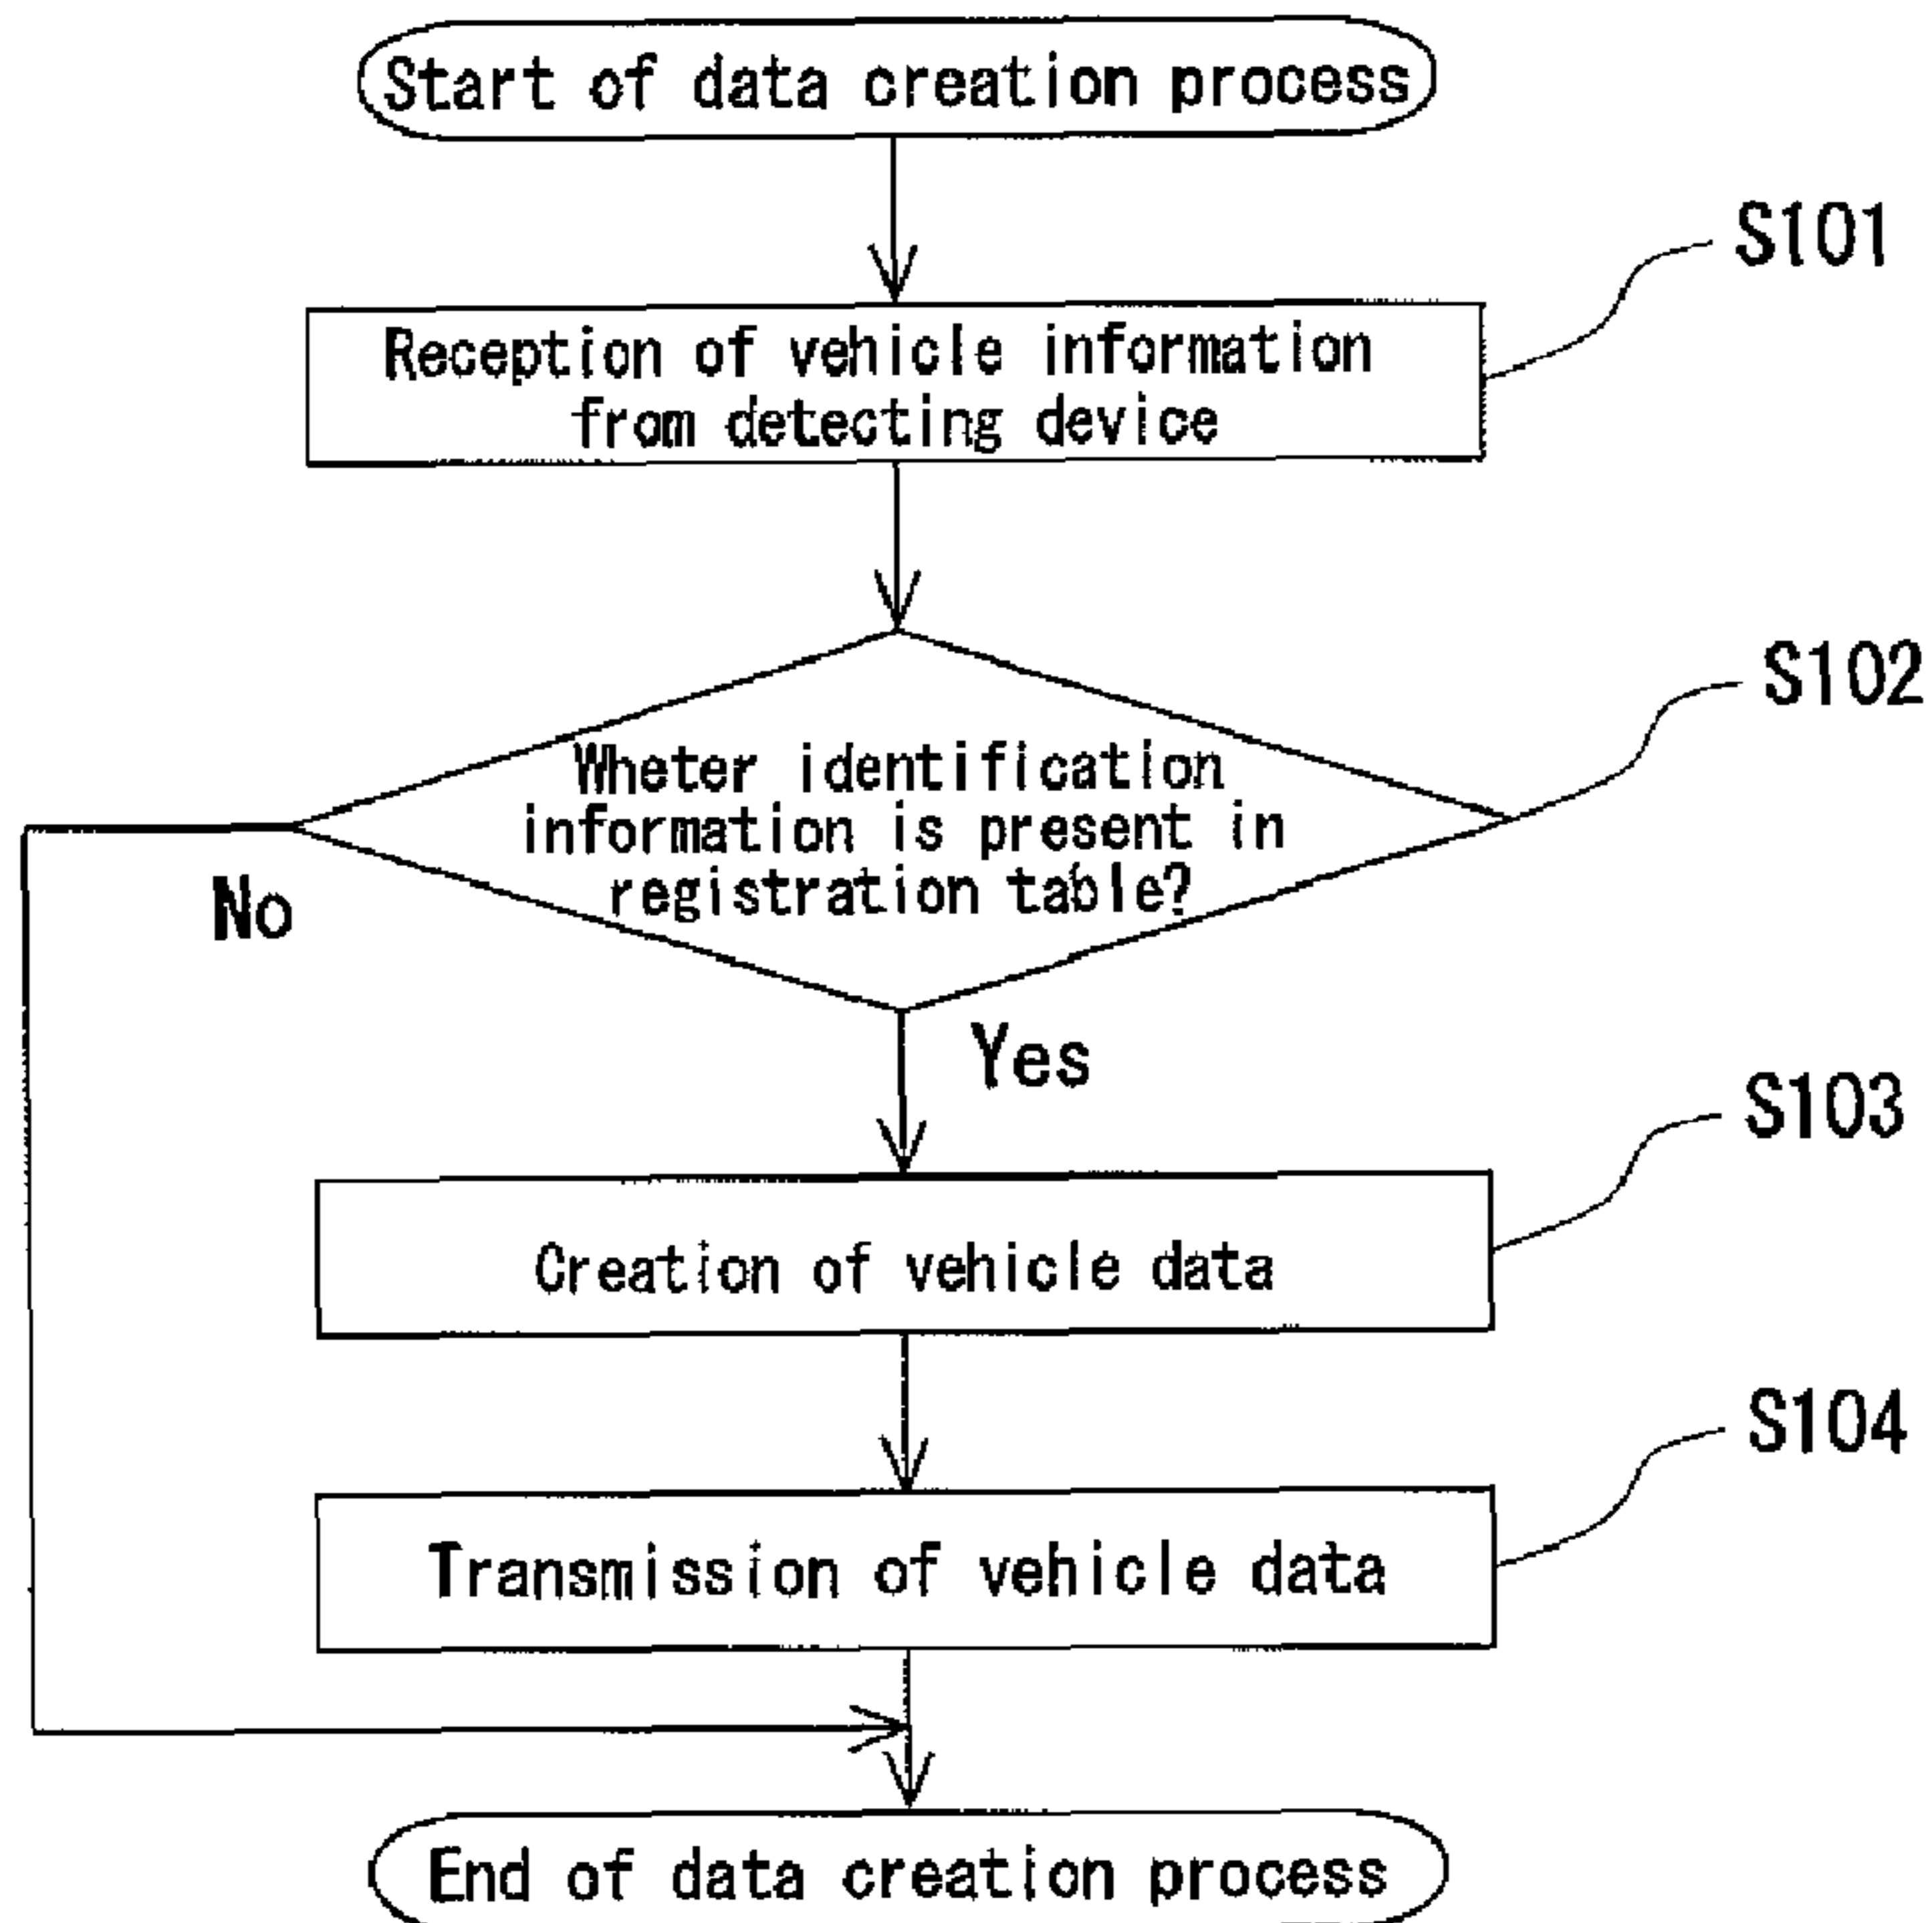 Start of data creation process
S101
Reception of vehicle information
from detecting device
S102
Wheter identification
information is present in
registration table?
No
Yes
S103
Creation of vehicle data
S104
Transmission of vehicle data
End of data creation process